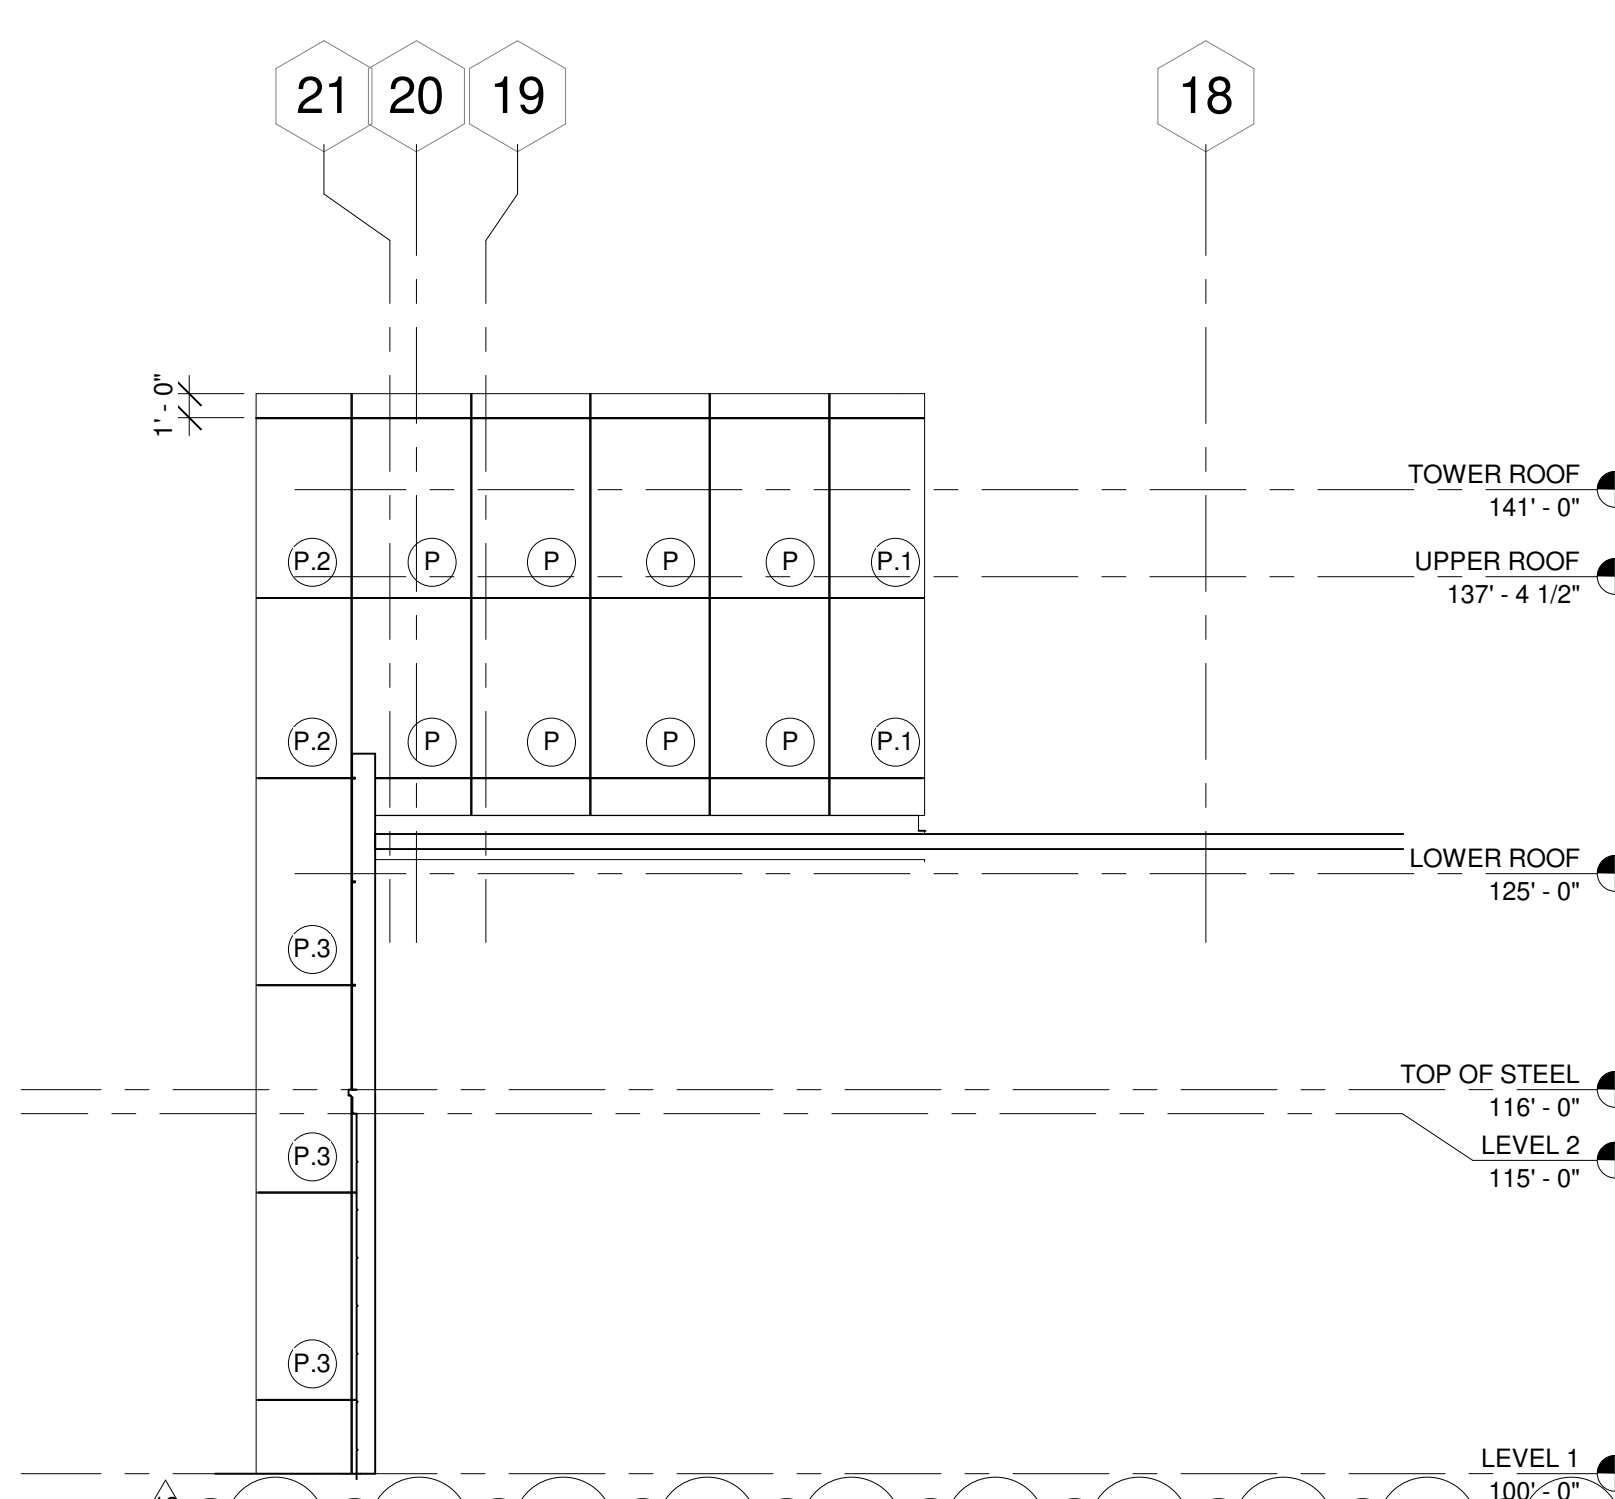 21 20 19 18
1' - 0"
TOWER ROOF
141' - 0"
UPPER ROOF
137' - 4 1/2"
P.2 P P P P P.1
P.2 P P P P P.1
LOWER ROOF
125' - 0"
P.3
TOP OF STEEL
116' - 0"
LEVEL 2
115' - 0"
P.3
P.3
LEVEL 1
100' - 0"